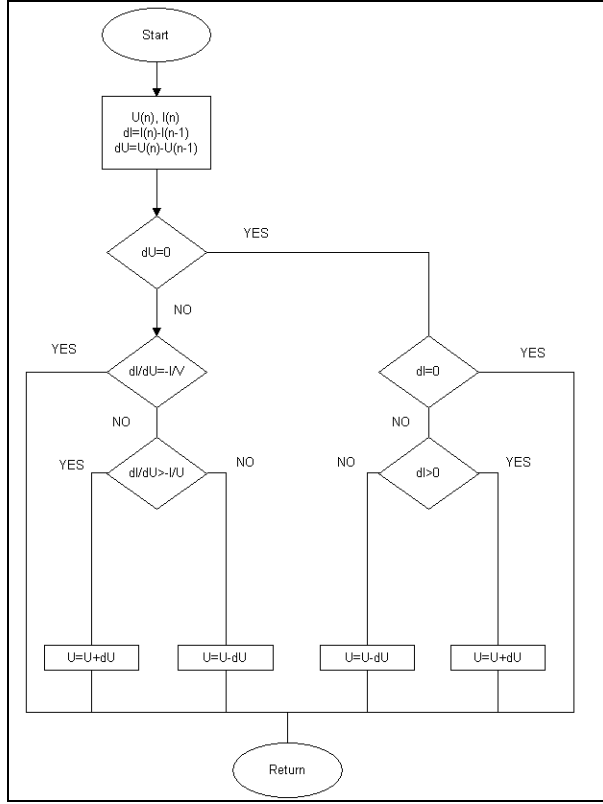 Start
U(n), I(n)
dI=I(n)-I(n-1)
dU=U(n)-U(n-1)
dU=0
YES
NO
YES
dI/dU=-I/V
dI=0
YES
NO
NO
YES
dI/dU>-I/U
NO
NO
dI>0
YES
U=U+dU
U=U-dU
U=U-dU
U=U+dU
Return